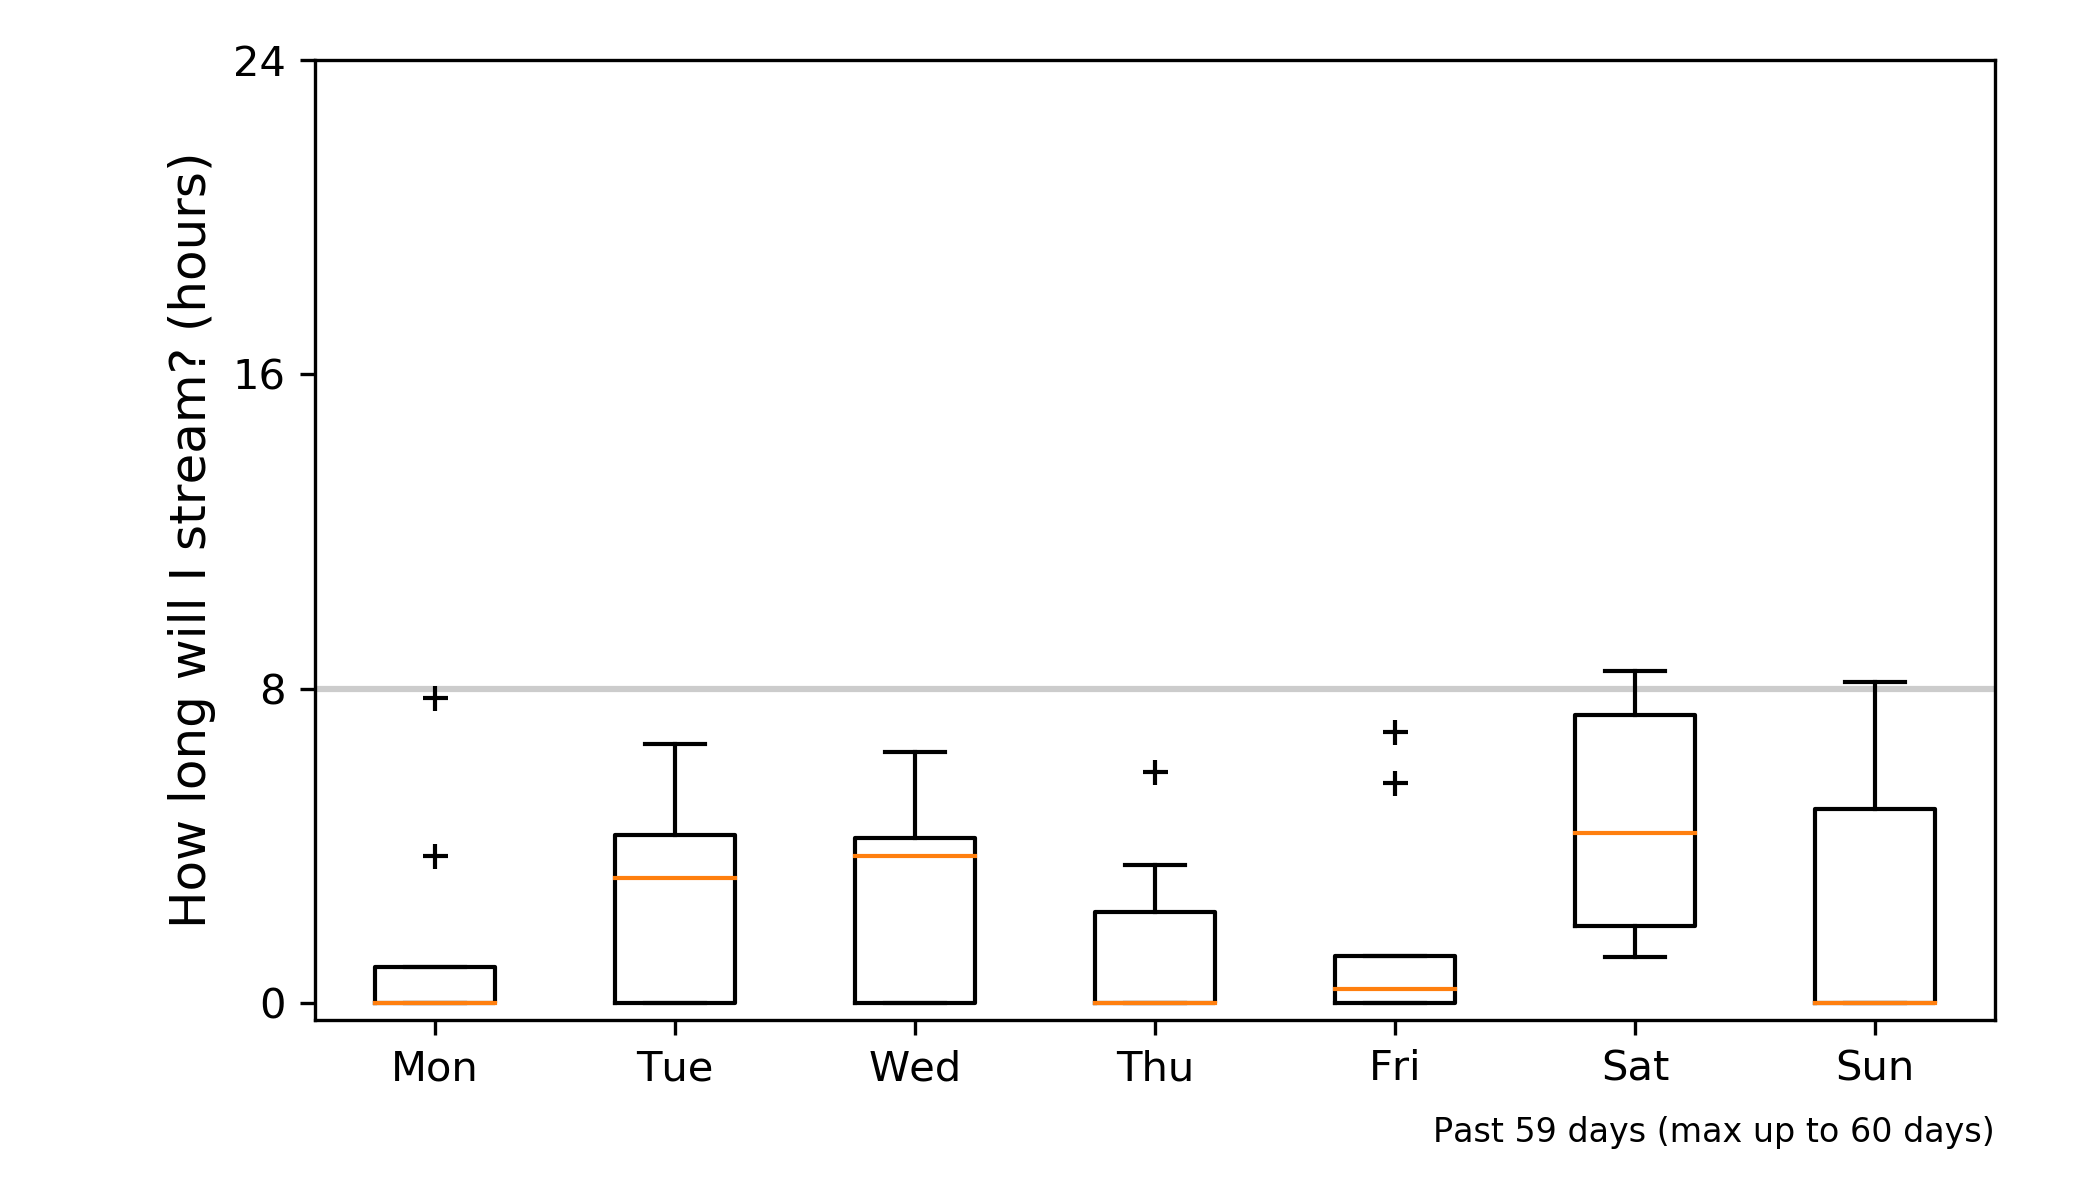 How long will I stream? (hours)
24
16
8
0
Mon Tue Wed Thu Fri Sat Sun
Past 59 days (max up to 60 days)